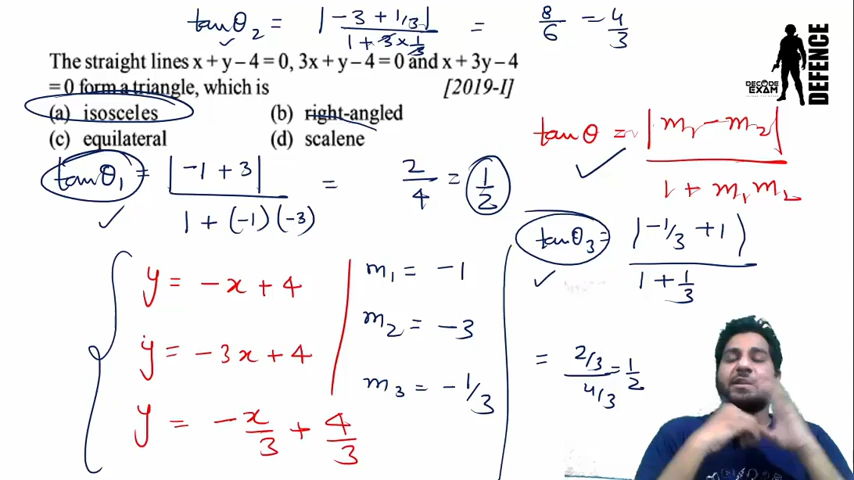 tanθ₂ = |-3 + 1/3| / 1 + 3 × 1/3 = 8/6 = 4/3
The straight lines x + y – 4 = 0, 3x + y – 4 = 0 and x + 3y – 4
= 0 form a triangle, which is [2019-I]
(a) isosceles (b) right-angled
(c) equilateral (d) scalene
DECODE
EXAM
DEFENCE
tanθ = |m₁ - m₂| / 1 + m₁m₂
tanθ₁ = |-1 + 3| / 1 + (-1)(-3) = 2/4 = 1/2
tanθ₃ = |-1/3 + 1| / 1 + 1/3
= 2/3 / 4/3 = 1/2
y = -x + 4
y = -3x + 4
y = -x/3 + 4/3
m₁ = -1
m₂ = -3
m₃ = -1/3